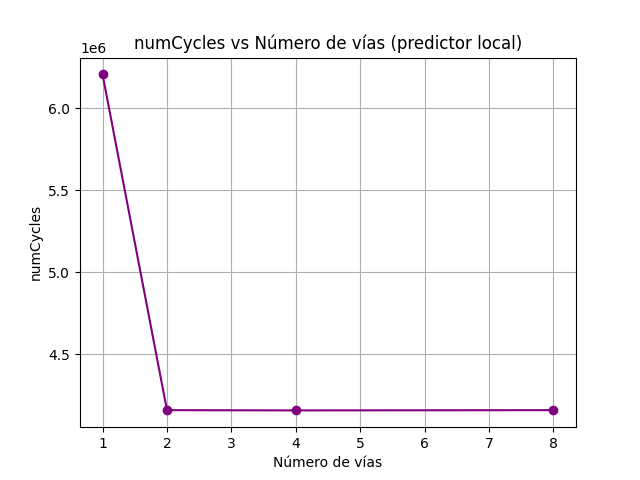 numCycles vs Número de vías (predictor local)
1e6
6.0
5.5
5.0
4.5
numCycles
1 2 3 4 5 6 7 8
Número de vías